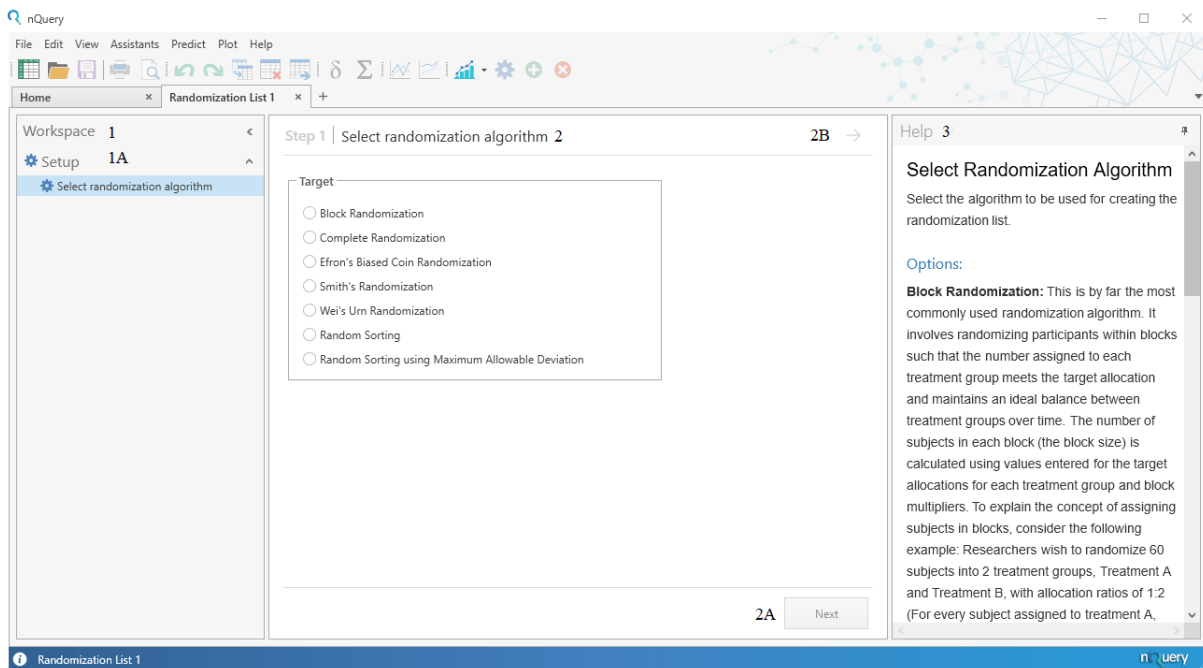 nQuery
File Edit View Assistants Predict Plot Help
Home × Randomization List 1 × +
Workspace 1
Setup 1A
Select randomization algorithm
Step 1 Select randomization algorithm 2 2B
Target
Block Randomization
Complete Randomization
Efron's Biased Coin Randomization
Smith's Randomization
Wei's Urn Randomization
Random Sorting
Random Sorting using Maximum Allowable Deviation
2A Next
Help 3
Select Randomization Algorithm
Select the algorithm to be used for creating the
randomization list.
Options:
Block Randomization: This is by far the most
commonly used randomization algorithm. It
involves randomizing participants within blocks
such that the number assigned to each
treatment group meets the target allocation
and maintains an ideal balance between
treatment groups over time. The number of
subjects in each block (the block size) is
calculated using values entered for the target
allocations for each treatment group and block
multipliers. To explain the concept of assigning
subjects in blocks, consider the following
example: Researchers wish to randomize 60
subjects into 2 treatment groups, Treatment A
and Treatment B, with allocation ratios of 1:2
(For every subject assigned to treatment A,
Randomization List 1
nQuery